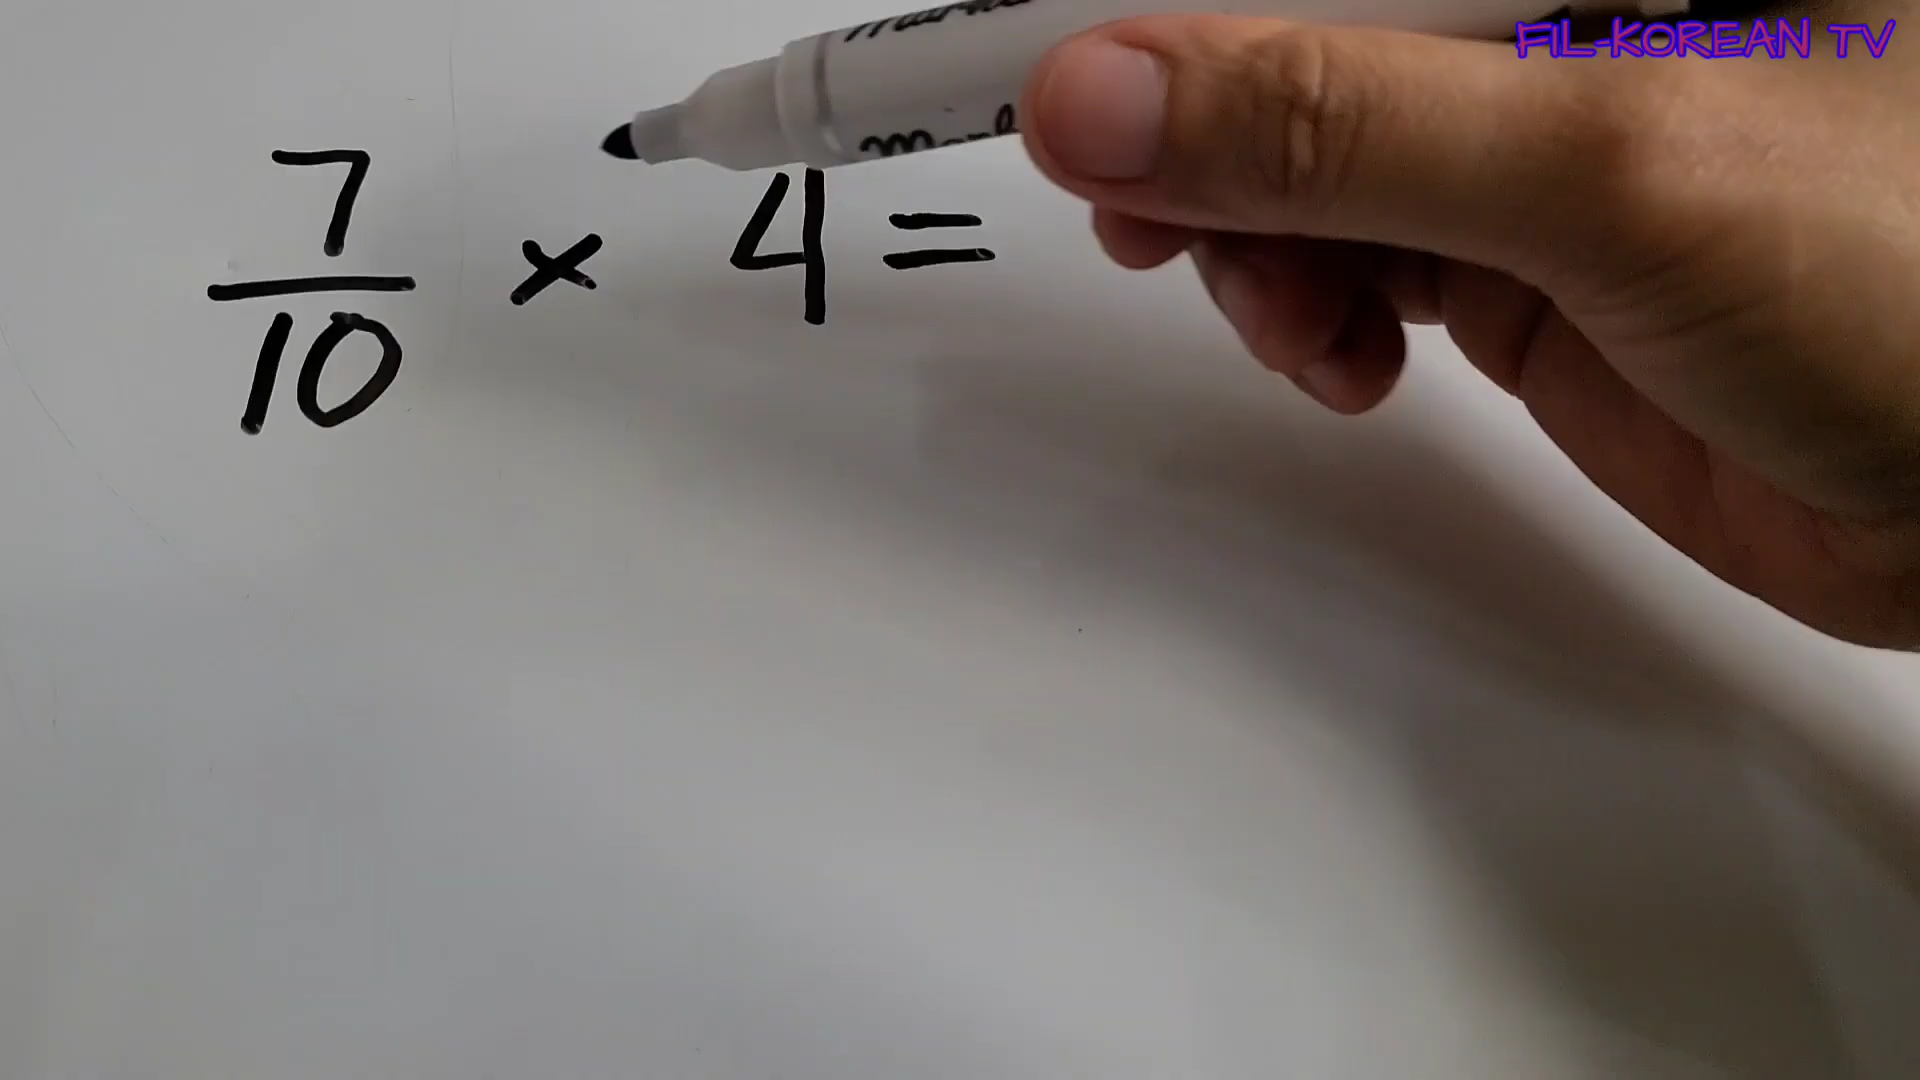 FIL-KOREAN TV
7/10 × 4 =